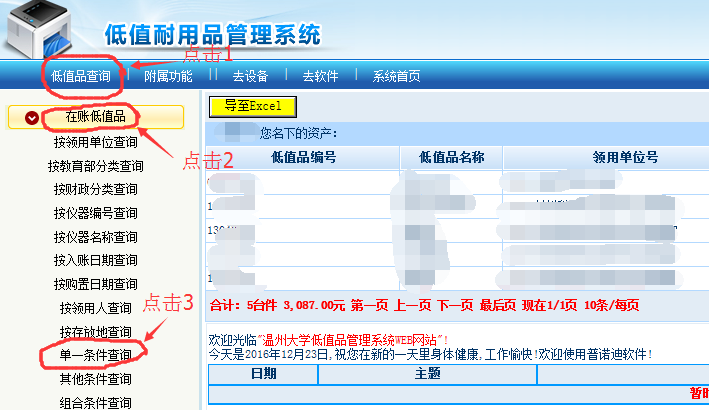 低值耐用品管理系统
点击1
低值品查询 | 附属功能 || 去设备 | 去软件 | 系统首页
导至Excel
在账低值品
您名下的资产：
点击2
低值品编号 低值品名称 领用单位号
按领用单位查询
按教育部分类查询
按财政分类查询
按仪器编号查询
按仪器名称查询
按入账日期查询
按购置日期查询
按领用人查询
点击3
按存放地查询
单一条件查询
其他条件查询
组合条件查询
合计：5台件 3,087.00元 第一页 上一页 下一页 最后页 现在1/1页 10条/每页
欢迎光临"温州大学低值品管理系统WEB网站"！
今天是2016年12月23日,祝您在新的一天里身体健康,工作愉快!欢迎使用普诺迪软件!
日期 主题